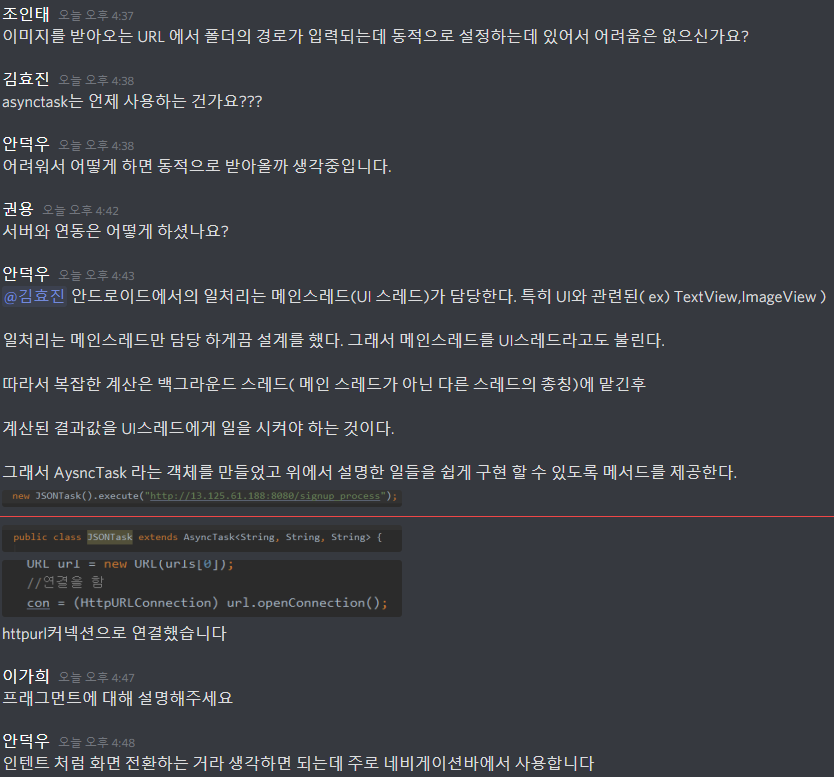 조인태 오늘 오후 4:37
이미지를 받아오는 URL 에서 폴더의 경로가 입력되는데 동적으로 설정하는데 있어서 어려움은 없으신가요?
김효진 오늘 오후 4:38
asynctask는 언제 사용하는 건가요???
안덕우 오늘 오후 4:38
어려워서 어떻게 하면 동적으로 받아올까 생각중입니다.
권용 오늘 오후 4:42
서버와 연동은 어떻게 하셨나요?
안덕우 오늘 오후 4:43
@김효진 안드로이드에서의 일처리는 메인스레드(UI 스레드)가 담당한다. 특히 UI와 관련된( ex) TextView,ImageView )
일처리는 메인스레드만 담당 하게끔 설계를 했다. 그래서 메인스레드를 UI스레드라고도 불린다.
따라서 복잡한 계산은 백그라운드 스레드( 메인 스레드가 아닌 다른 스레드의 총칭)에 맡긴후
계산된 결과값을 UI스레드에게 일을 시켜야 하는 것이다.
그래서 AysncTask 라는 객체를 만들었고 위에서 설명한 일들을 쉽게 구현 할 수 있도록 메서드를 제공한다.
new JSONTask().execute("http://13.125.61.188:8080/signup_process");
public class JSONTask extends AsyncTask<String, String, String> {
URL url = new URL(urls[0]);
//연결을 함
con = (HttpURLConnection) url.openConnection();
httpurl커넥션으로 연결했습니다
이가희 오늘 오후 4:47
프래그먼트에 대해 설명해주세요
안덕우 오늘 오후 4:48
인텐트 처럼 화면 전환하는 거라 생각하면 되는데 주로 네비게이션바에서 사용합니다